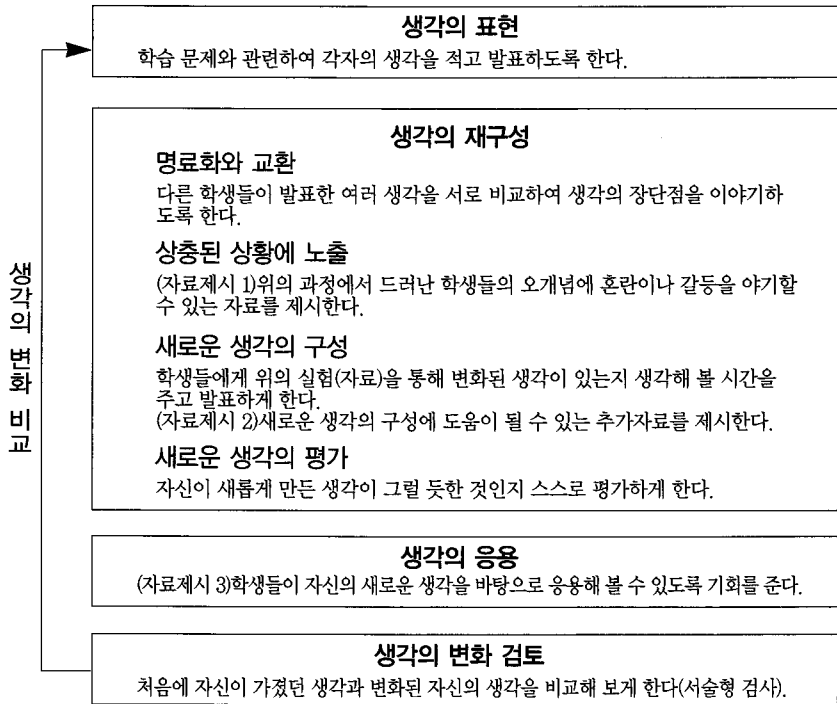 생각의 표현
학습 문제와 관련하여 각자의 생각을 적고 발표하도록 한다.
생각의 재구성
명료화와 교환
다른 학생들이 발표한 여러 생각을 서로 비교하여 생각의 장단점을 이야기하
도록 한다.
상충된 상황에 노출
(자료제시 1)위의 과정에서 드러난 학생들의 오개념에 혼란이나 갈등을 야기할
수 있는 자료를 제시한다.
새로운 생각의 구성
학생들에게 위의 실험(자료)을 통해 변화된 생각이 있는지 생각해 볼 시간을
주고 발표하게 한다.
(자료제시 2)새로운 생각의 구성에 도움이 될 수 있는 추가자료를 제시한다.
새로운 생각의 평가
자신이 새롭게 만든 생각이 그럴 듯한 것인지 스스로 평가하게 한다.
생각의 응용
(자료제시 3)학생들이 자신의 새로운 생각을 바탕으로 응용해 볼 수 있도록 기회를 준다.
생각의 변화 검토
처음에 자신이 가졌던 생각과 변화된 자신의 생각을 비교해 보게 한다(서술형 검사).
생각의 변화 비교